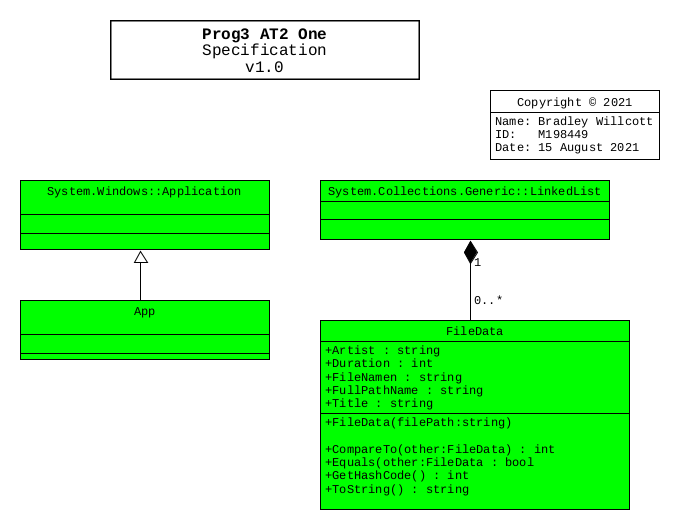 Prog3 AT2 One
Specification
v1.0
Copyright © 2021
Name: Bradley Willcott
ID:   M198449
Date: 15 August 2021
System.Windows::Application
System.Collections.Generic::LinkedList
1
0..*
App
FileData
+Artist : string
+Duration : int
+FileNamen : string
+FullPathName : string
+Title : string
+FileData(filePath:string)
+CompareTo(other:FileData) : int
+Equals(other:FileData : bool
+GetHashCode() : int
+ToString() : string